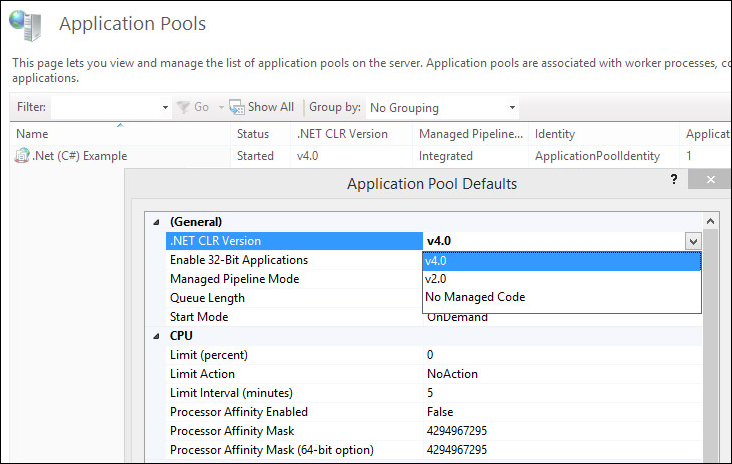 Application Pools
This page lets you view and manage the list of application pools on the server. Application pools are associated with worker processes, co
applications.
Filter: Go Show All Group by: No Grouping
Name Status .NET CLR Version Managed Pipeline... Identity Applicat
.Net (C#) Example Started v4.0 Integrated ApplicationPoolIdentity 1
Application Pool Defaults ? ×
(General)
.NET CLR Version v4.0
Enable 32-Bit Applications v4.0
Managed Pipeline Mode v2.0
Queue Length No Managed Code
Start Mode OnDemand
CPU
Limit (percent) 0
Limit Action NoAction
Limit Interval (minutes) 5
Processor Affinity Enabled False
Processor Affinity Mask 4294967295
Processor Affinity Mask (64-bit option) 4294967295